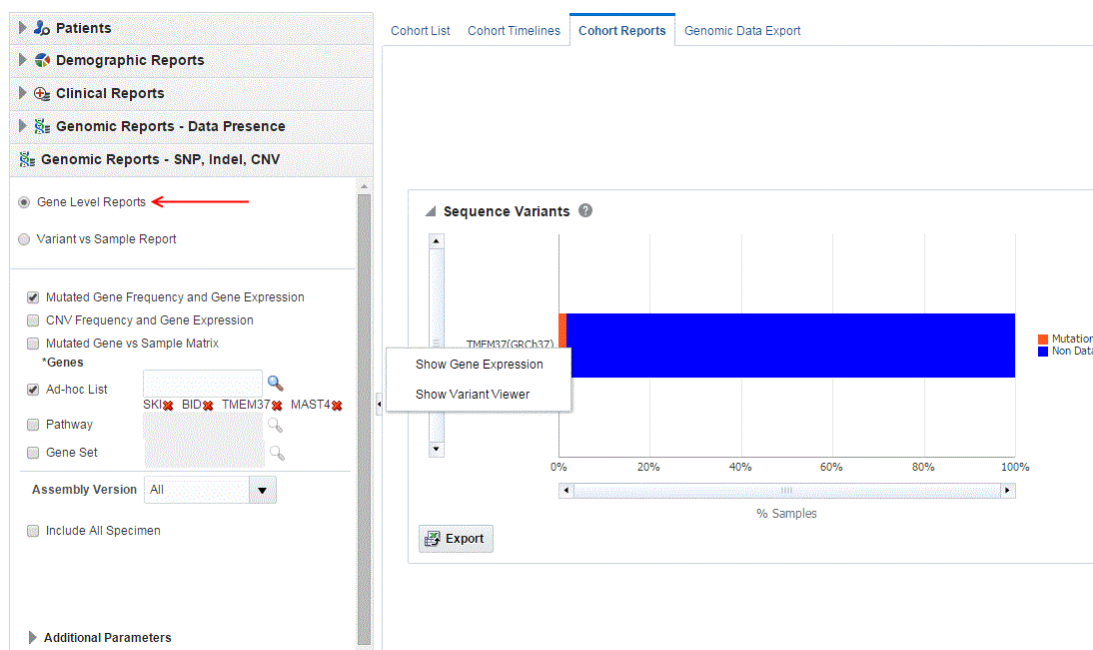 Patients
Demographic Reports
Clinical Reports
Genomic Reports - Data Presence
Genomic Reports - SNP, Indel, CNV
Gene Level Reports
Variant vs Sample Report
Mutated Gene Frequency and Gene Expression
CNV Frequency and Gene Expression
Mutated Gene vs Sample Matrix
*Genes
Ad-hoc List
SKI BID TMEM37 MAST4
Pathway
Gene Set
Assembly Version All
Include All Specimen
Additional Parameters
Cohort List Cohort Timelines Cohort Reports Genomic Data Export
Sequence Variants
TMEM37(GRCh37)
Show Gene Expression
Show Variant Viewer
Mutation
Non Data
0% 20% 40% 60% 80% 100%
% Samples
Export